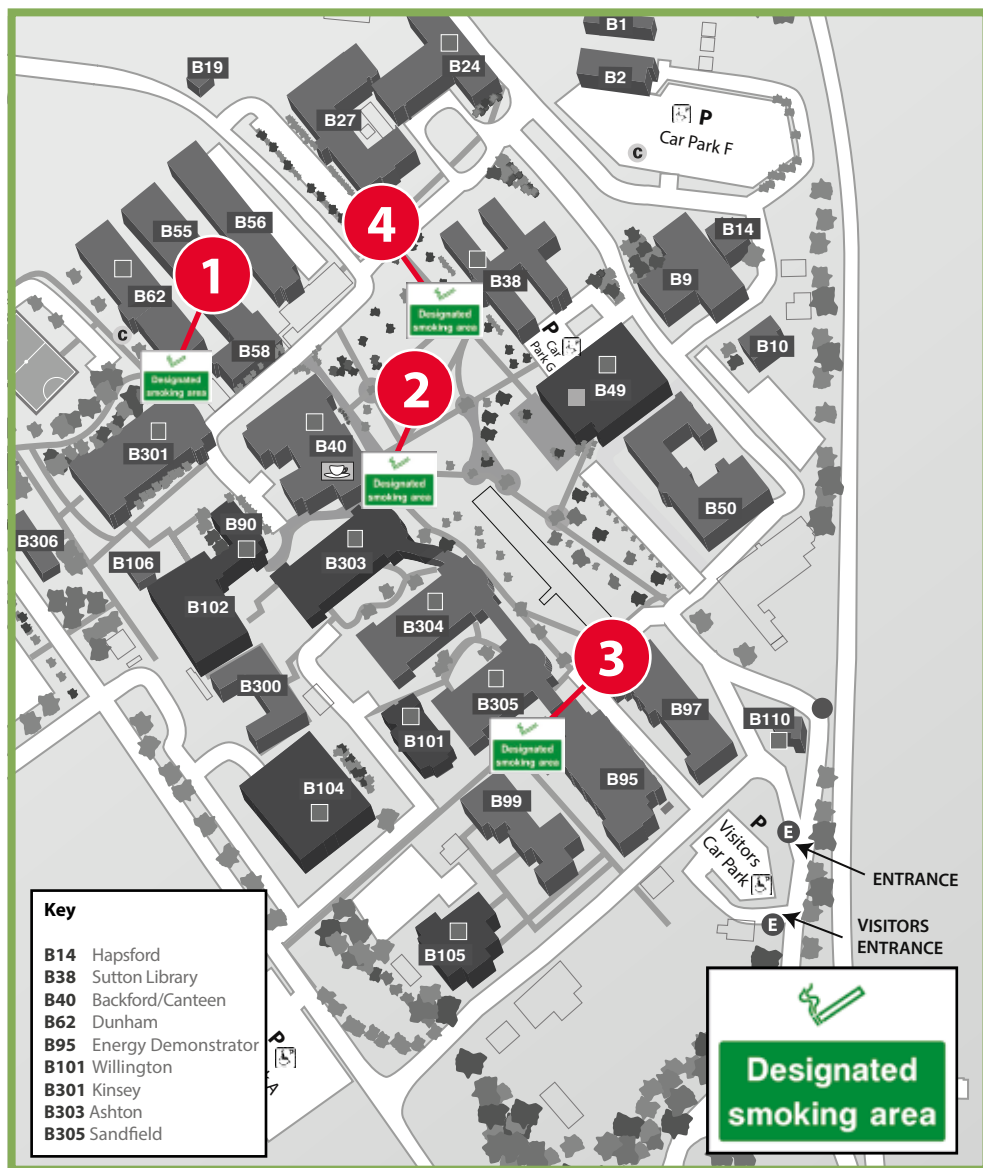 B1
B24
B19
B2
B27
P
Car Park F
C
4
B56
B55
B14
1
B38
B9
B62
C
Designated
smoking area
P
Car
Park G
B10
B58
2
B49
Designated
smoking area
B40
B301
Designated
smoking area
B50
B90
B306
B303
B106
B102
B304
3
B300
B305
B97
B110
B101
Designated
smoking area
B95
B104
B99
P
Visitors
Car Park
E
ENTRANCE
E
VISITORS
ENTRANCE
B105
Key
B14 Hapsford
B38 Sutton Library
B40 Backford/Canteen
B62 Dunham
B95 Energy Demonstrator
B101 Willington
B301 Kinsey
B303 Ashton
B305 Sandfield
P
A
Designated
smoking area